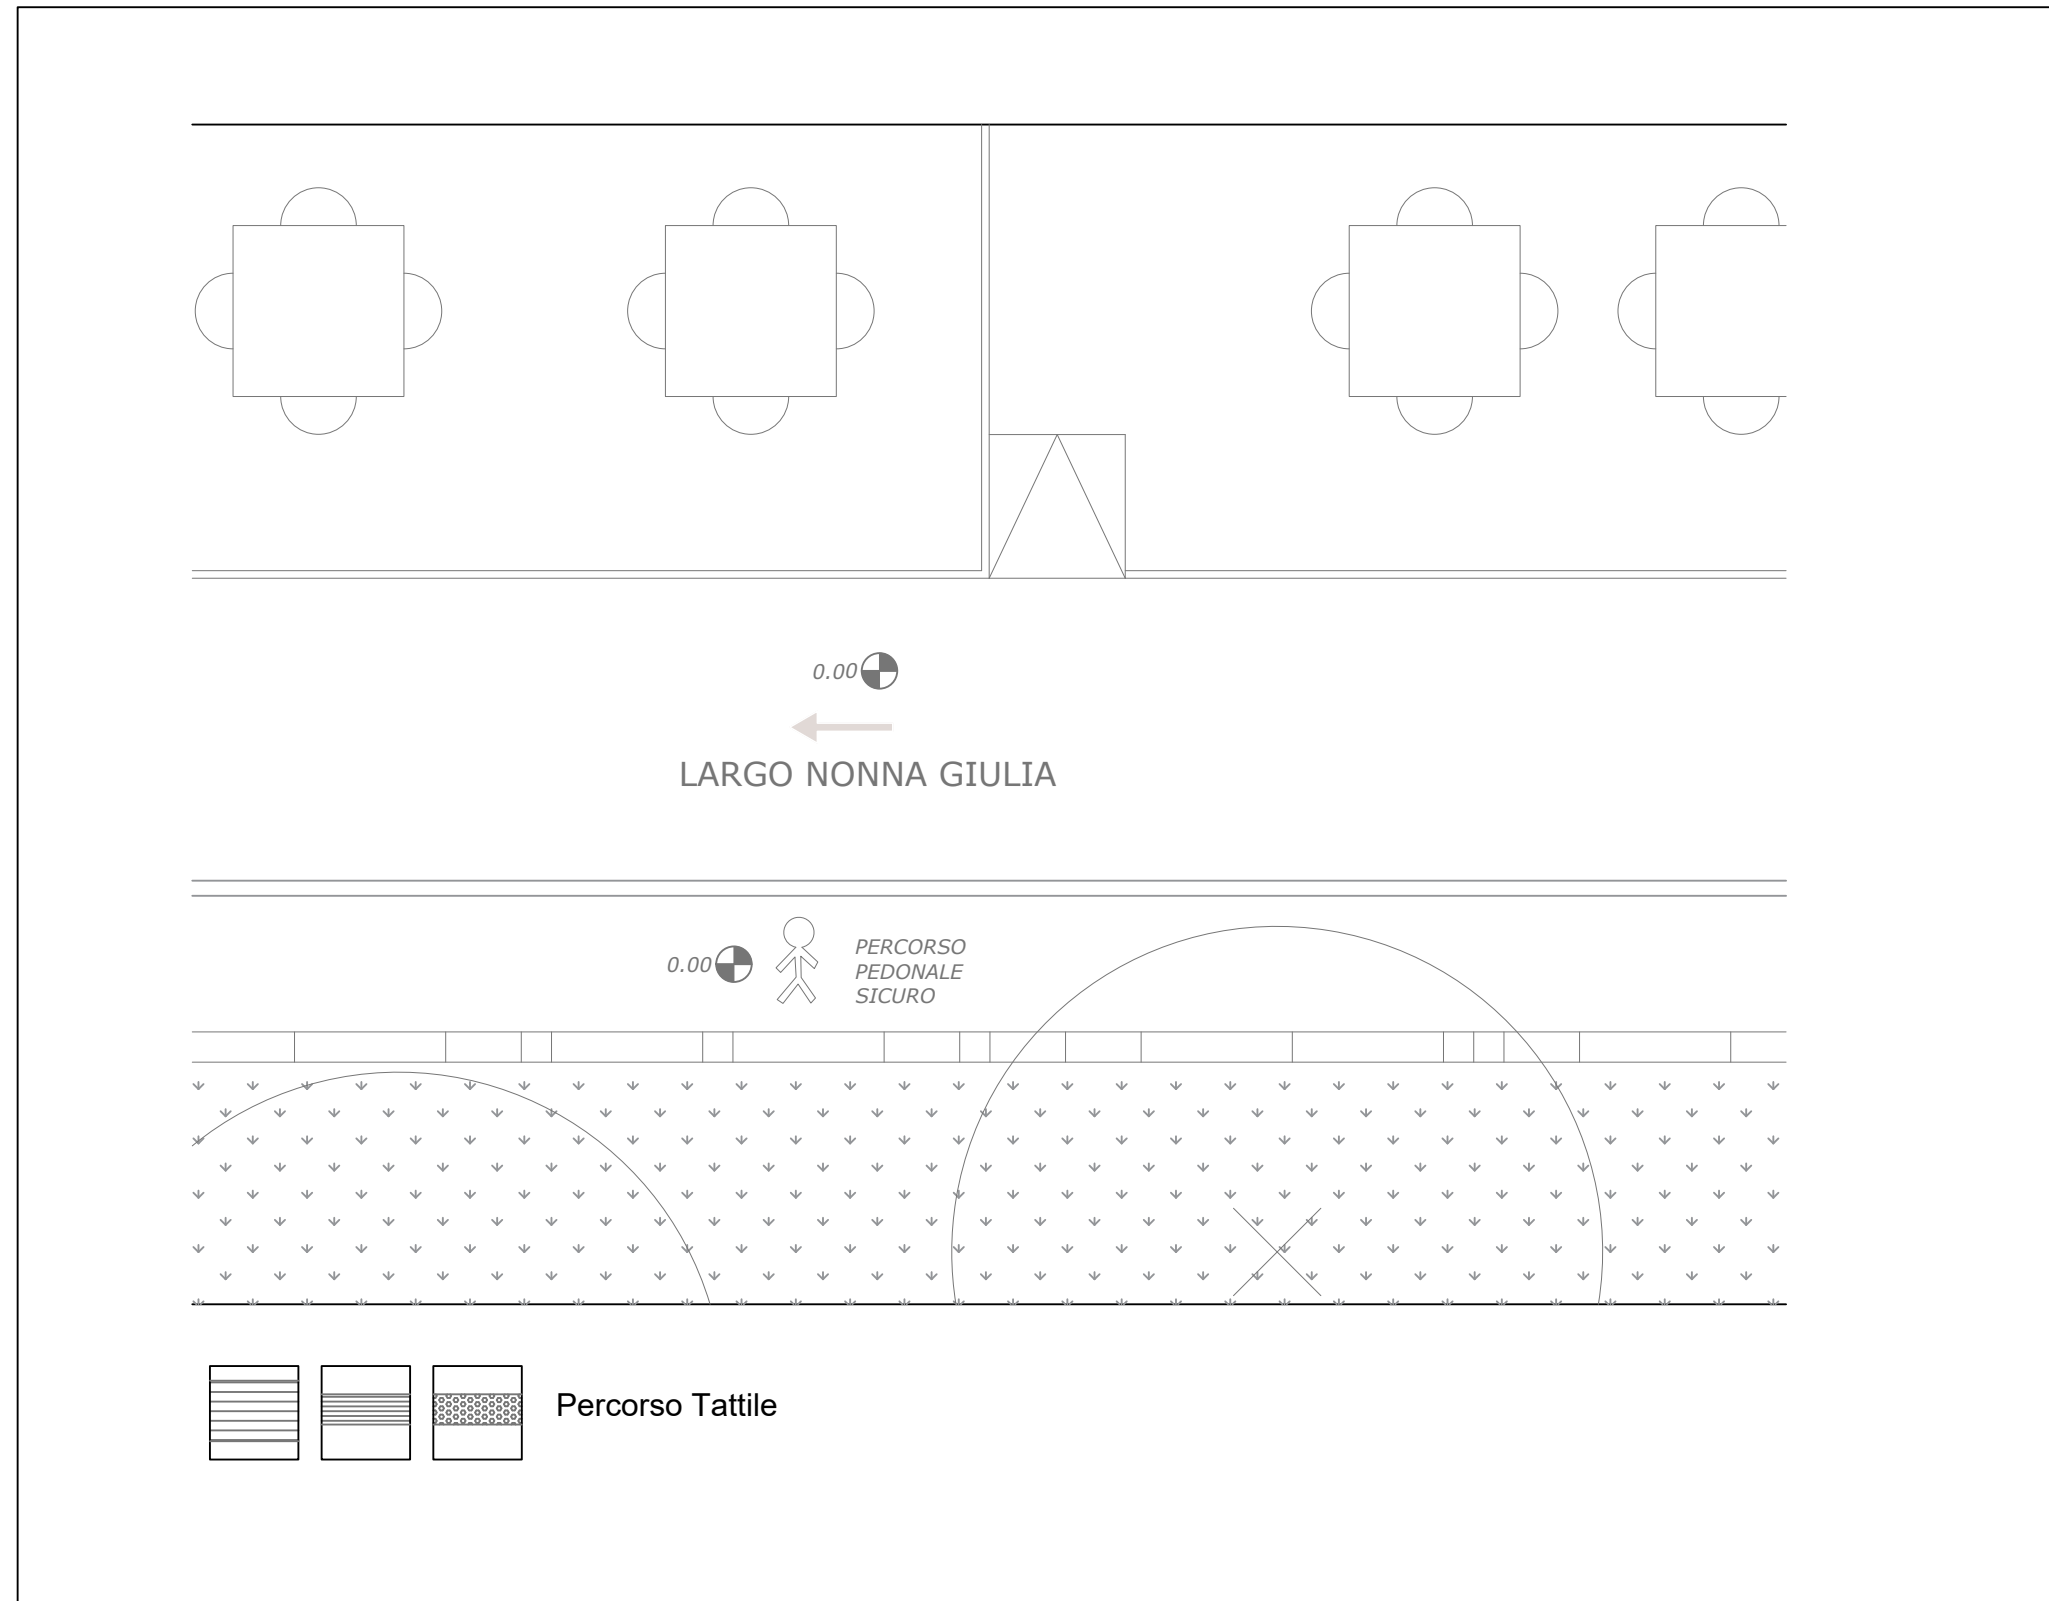 0.00
LARGO NONNA GIULIA
0.00
PERCORSO
PEDONALE
SICURO
Percorso Tattile